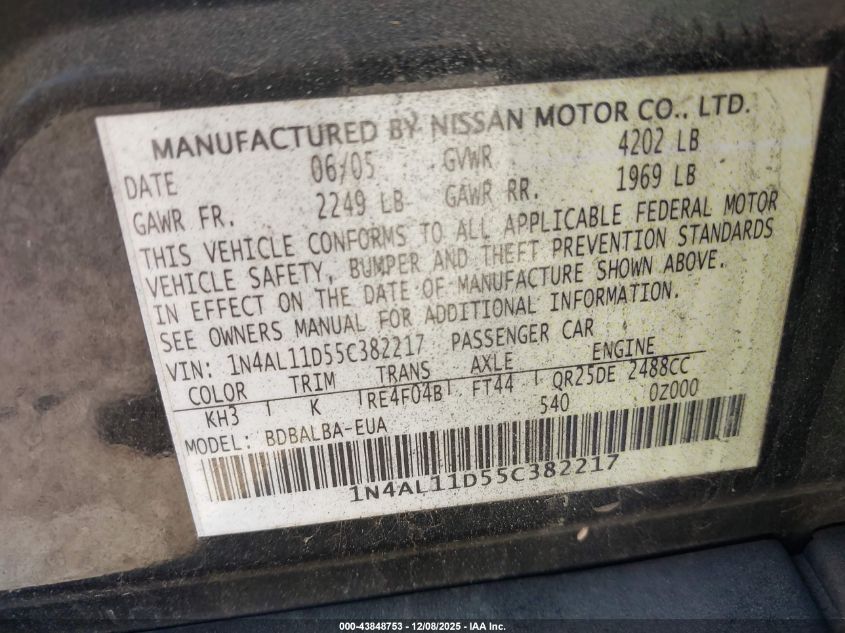 MANUFACTURED BY NISSAN MOTOR CO., LTD.
DATE 06/05 GVWR 4202 LB
GAWR FR. 2249 LB GAWR RR. 1969 LB
THIS VEHICLE CONFORMS TO ALL APPLICABLE FEDERAL MOTOR
VEHICLE SAFETY, BUMPER AND THEFT PREVENTION STANDARDS
IN EFFECT ON THE DATE OF MANUFACTURE SHOWN ABOVE.
SEE OWNERS MANUAL FOR ADDITIONAL INFORMATION.
VIN: 1N4AL11D55C382217 PASSENGER CAR
COLOR TRIM TRANS AXLE ENGINE
KH3 K RE4F04B FT44 QR25DE 2488CC
MODEL: BDBALBA-EUA 540 0Z000
1N4AL11D55C382217
000-43848753 - 12/08/2025 - IAA Inc.